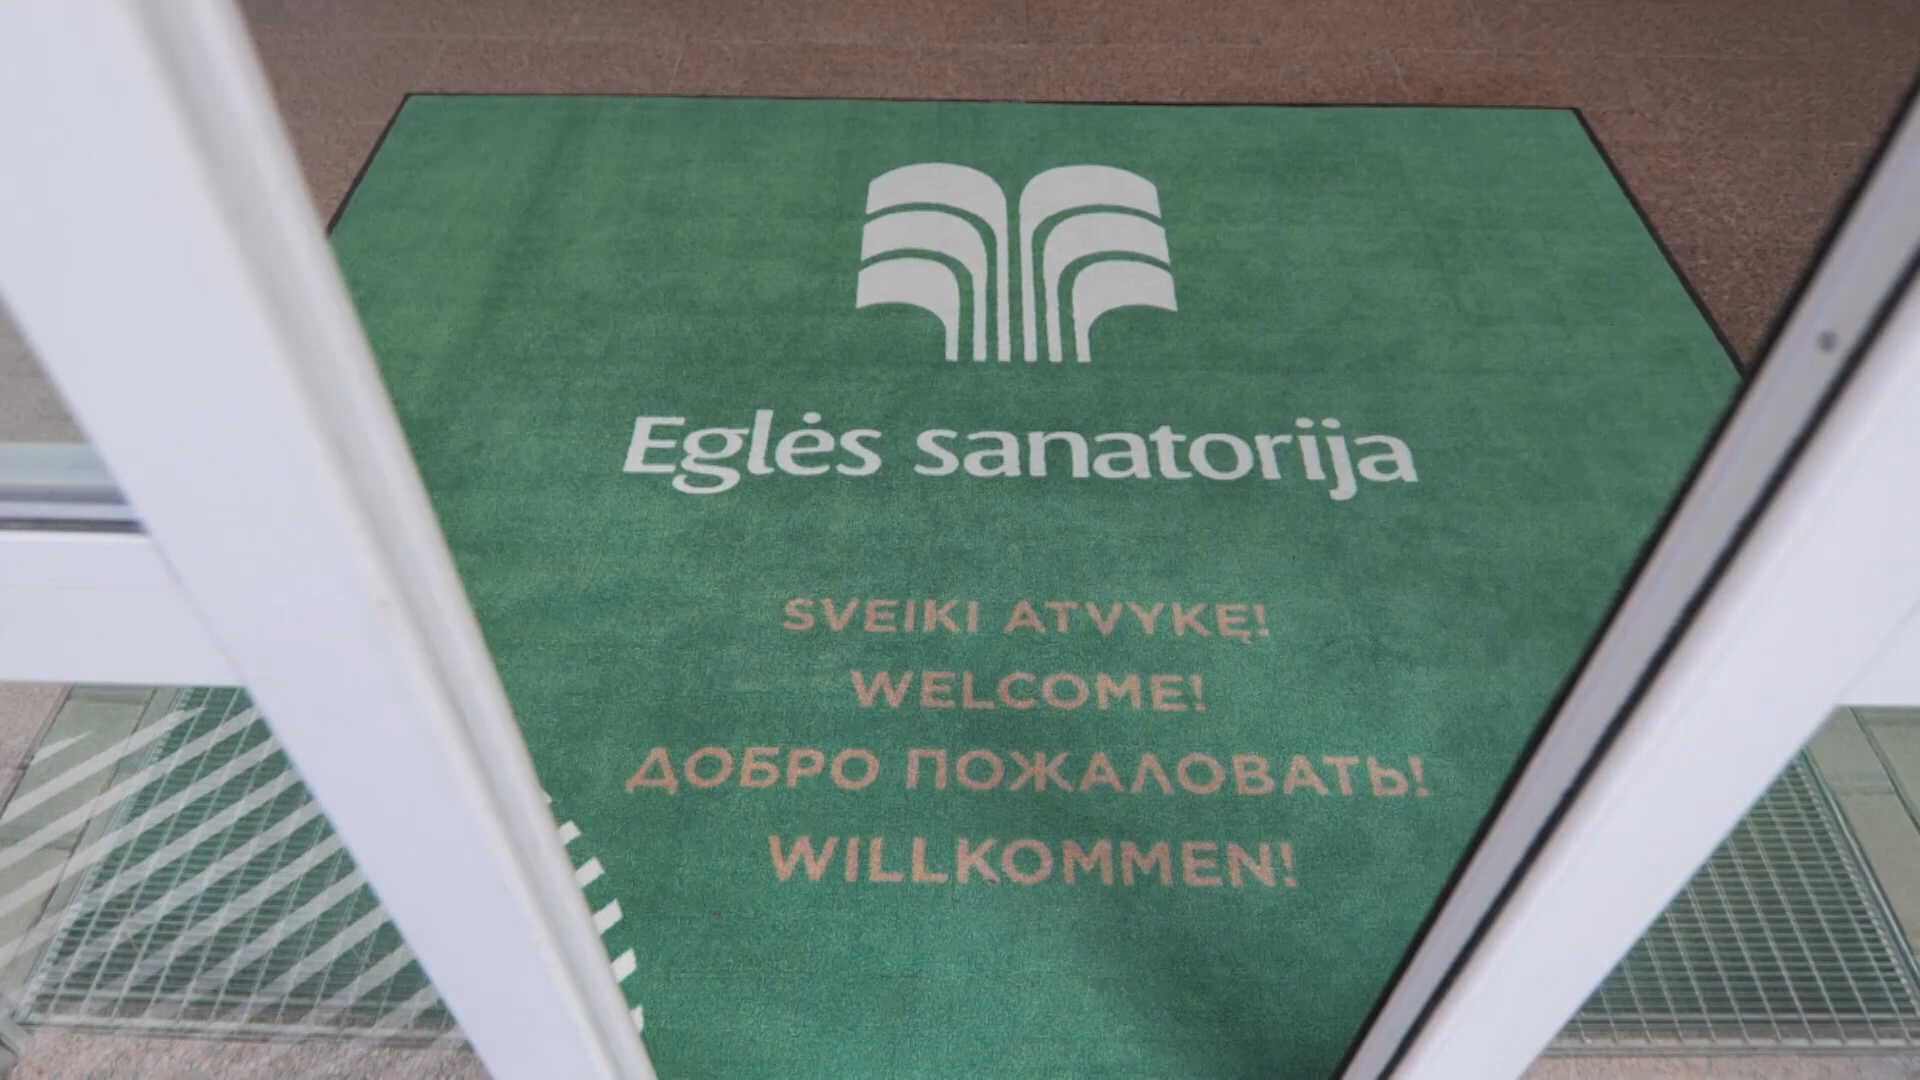 Eglės sanatorija
SVEIKI ATVYKĘ!
WELCOME!
ДОБРО ПОЖАЛОВАТЬ!
WILLKOMMEN!